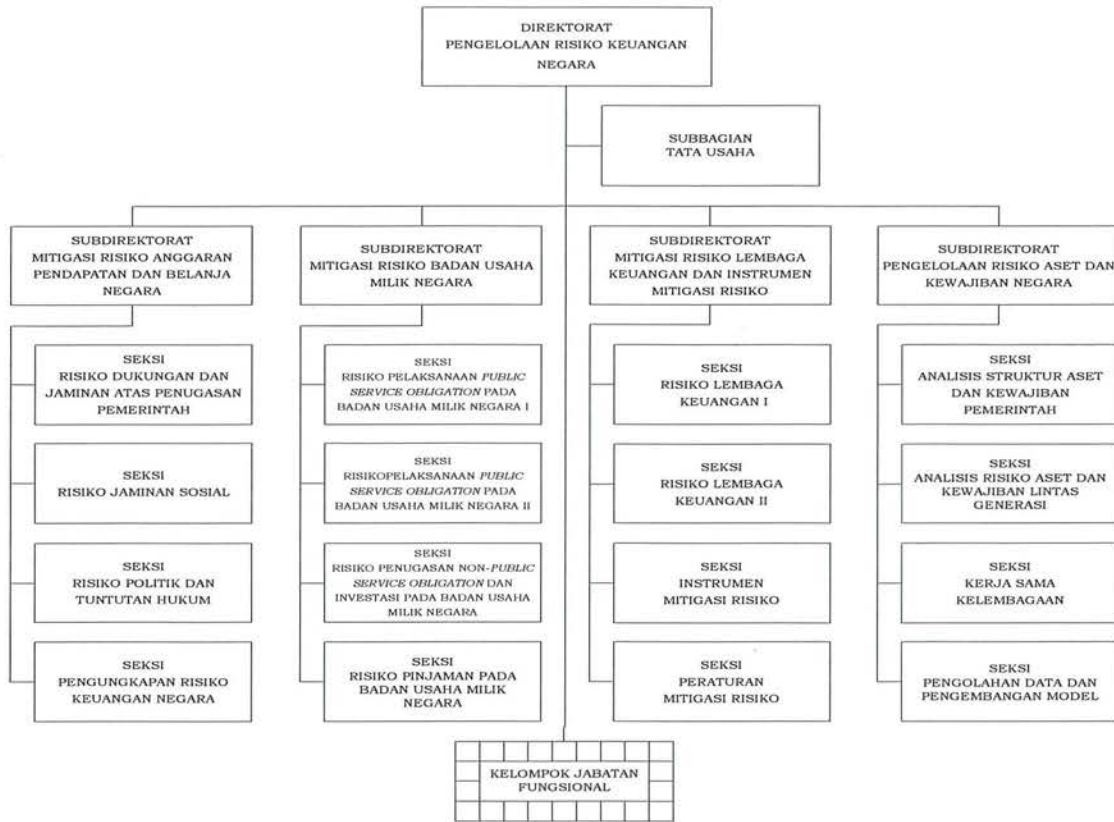 DIREKTORAT
PENGELOLAAN RISIKO KEUANGAN
NEGARA
SUBBAGIAN
TATA USAHA
SUBDIREKTORAT
MITIGASI RISIKO ANGGARAN
PENDAPATAN DAN BELANJA
NEGARA
SEKSI
RISIKO DUKUNGAN DAN
JAMINAN ATAS PENUGASAN
PEMERINTAH
SEKSI
RISIKO JAMINAN SOSIAL
SEKSI
RISIKO POLITIK DAN
TUNTUTAN HUKUM
SEKSI
PENGUNGKAPAN RISIKO
KEUANGAN NEGARA
SUBDIREKTORAT
MITIGASI RISIKO BADAN USAHA
MILIK NEGARA
SEKSI
RISIKO PELAKSANAAN PUBLIC
SERVICE OBLIGATION PADA
BADAN USAHA MILIK NEGARA I
SEKSI
RISIKOPELAKSANAAN PUBLIC
SERVICE OBLIGATION PADA
BADAN USAHA MILIK NEGARA II
SEKSI
RISIKO PENUGASAN NON-PUBLIC
SERVICE OBLIGATION DAN
INVESTASI PADA BADAN USAHA
MILIK NEGARA
SEKSI
RISIKO PINJAMAN PADA
BADAN USAHA MILIK
NEGARA
SUBDIREKTORAT
MITIGASI RISIKO LEMBAGA
KEUANGAN DAN INSTRUMEN
MITIGASI RISIKO
SEKSI
RISIKO LEMBAGA
KEUANGAN I
SEKSI
RISIKO LEMBAGA
KEUANGAN II
SEKSI
INSTRUMEN
MITIGASI RISIKO
SEKSI
PERATURAN
MITIGASI RISIKO
SUBDIREKTORAT
PENGELOLAAN RISIKO ASET DAN
KEWAJIBAN NEGARA
SEKSI
ANALISIS STRUKTUR ASET
DAN KEWAJIBAN
PEMERINTAH
SEKSI
ANALISIS RISIKO ASET DAN
KEWAJIBAN LINTAS
GENERASI
SEKSI
KERJA SAMA
KELEMBAGAAN
SEKSI
PENGOLAHAN DATA DAN
PENGEMBANGAN MODEL
KELOMPOK JABATAN
FUNGSIONAL